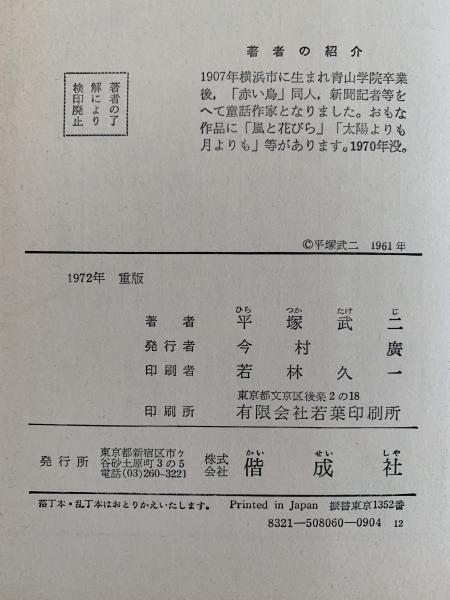 著者の紹介
1907年横浜市に生まれ青山学院卒業
後，「赤い鳥」同人，新聞記者等を
へて童話作家となりました。おもな
作品に「風と花びら」「太陽よりも
月よりも」等があります。1970年没。
著者の了
解により
検印廃止
©平塚武二 1961年
1972年 重版
ひら つか たけ じ
著者 平塚武二
発行者 今村廣
印刷者 若林久一
東京都文京区後楽2の18
印刷所 有限会社若葉印刷所
発行所
東京都新宿区市ケ
谷砂土原町3の5
電話(03)260-3221
株式
会社
かい せい しゃ
偕成社
落丁本・乱丁本はおとりかえいたします。 Printed in Japan 振替東京1352番
8321-508060-0904 12